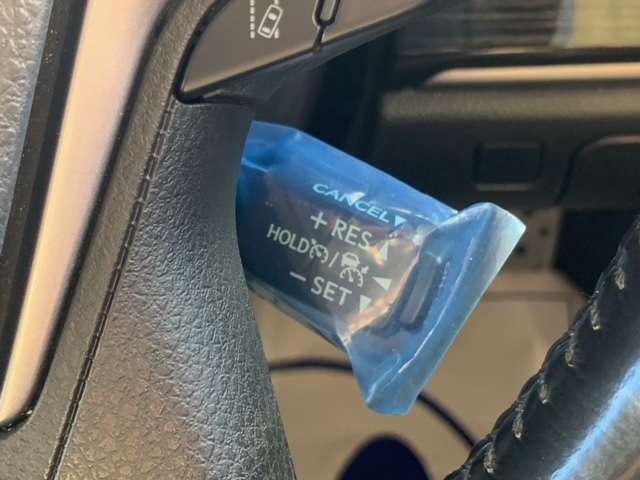 CANCEL▼
+ RES ▲
HOLD / ◀
− SET ▼